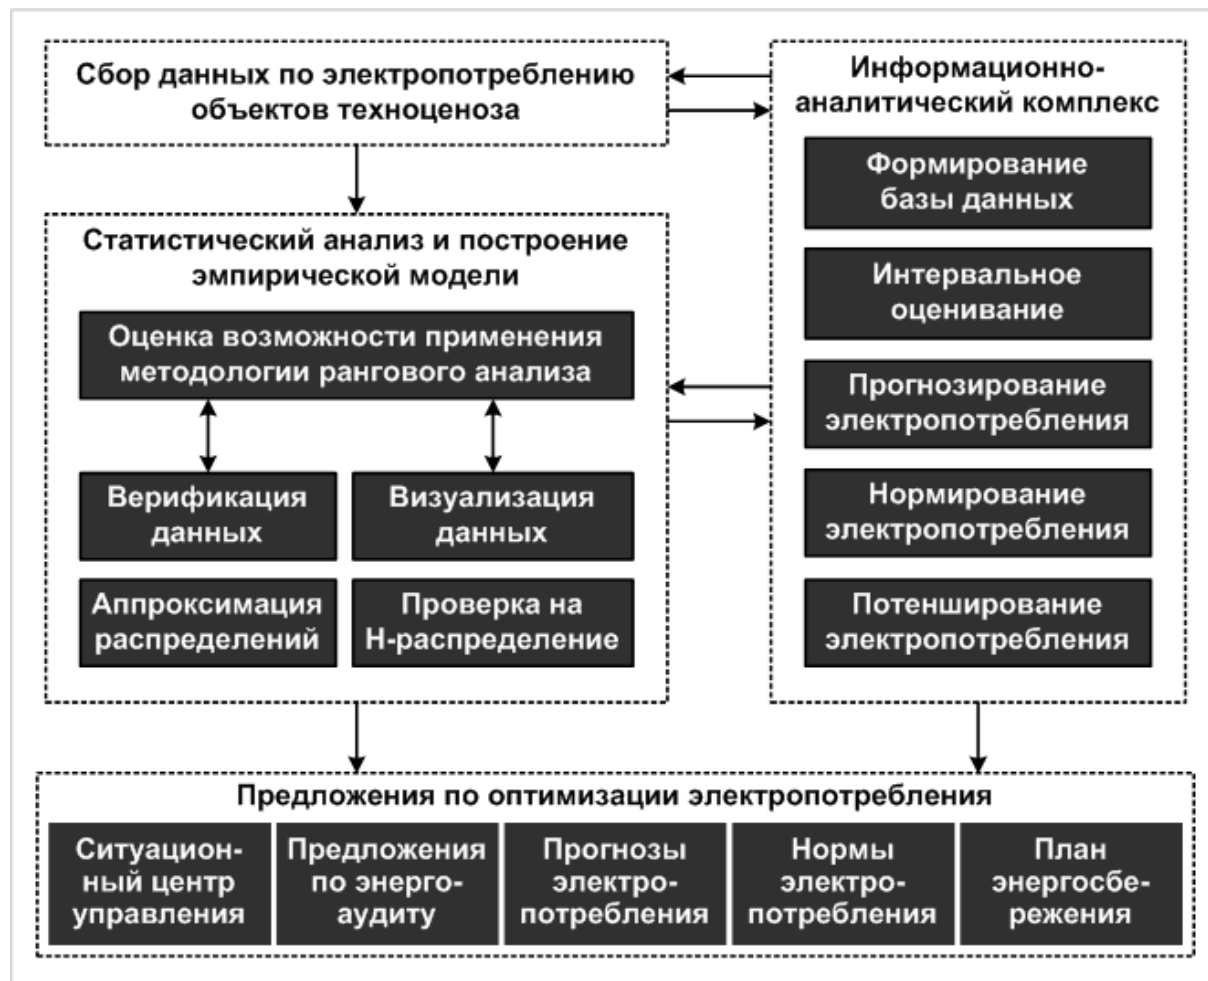 Сбор данных по электропотреблению
объектов техноценоза
Информационно-
аналитический комплекс
Формирование
базы данных
Интервальное
оценивание
Прогнозирование
электропотребления
Нормирование
электропотребления
Потенширование
электропотребления
Статистический анализ и построение
эмпирической модели
Оценка возможности применения
методологии рангового анализа
Верификация
данных
Визуализация
данных
Аппроксимация
распределений
Проверка на
Н-распределение
Предложения по оптимизации электропотребления
Ситуацион-
ный центр
управления
Предложения
по энерго-
аудиту
Прогнозы
электро-
потребления
Нормы
электро-
потребления
План
энергосбе-
режения